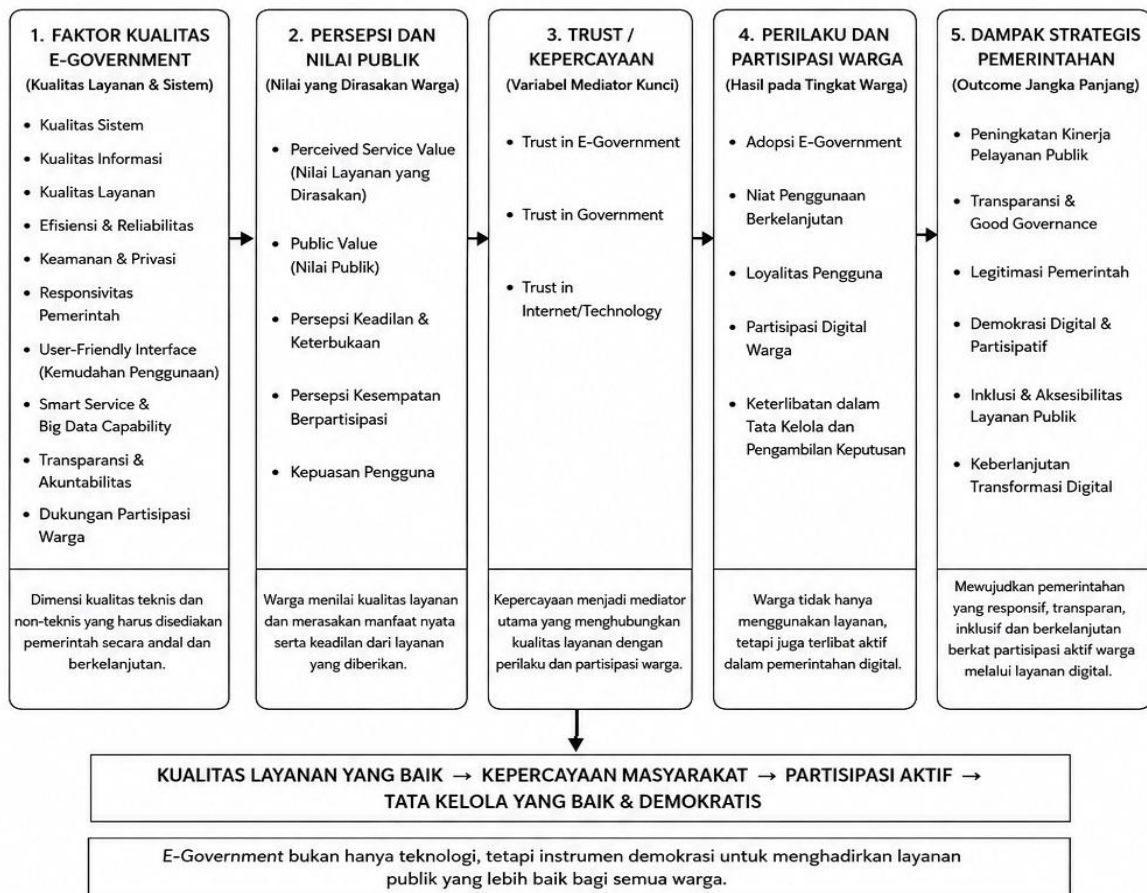 1. FAKTOR KUALITAS
E-GOVERNMENT
(Kualitas Layanan & Sistem)
• Kualitas Sistem
• Kualitas Informasi
• Kualitas Layanan
• Efisiensi & Reliabilitas
• Keamanan & Privasi
• Responsivitas
Pemerintah
• User-Friendly Interface
(Kemudahan Penggunaan)
• Smart Service &
Big Data Capability
• Transparansi &
Akuntabilitas
• Dukungan Partisipasi
Warga
Dimensi kualitas teknis dan
non-teknis yang harus disediakan
pemerintah secara andal dan
berkelanjutan.
2. PERSEPSI DAN
NILAI PUBLIK
(Nilai yang Dirasakan Warga)
• Perceived Service Value
(Nilai Layanan yang
Dirasakan)
• Public Value
(Nilai Publik)
• Persepsi Keadilan &
Keterbukaan
• Persepsi Kesempatan
Berpartisipasi
• Kepuasan Pengguna
Warga menilai kualitas layanan
dan merasakan manfaat nyata
serta keadilan dari layanan
yang diberikan.
3. TRUST /
KEPERCAYAAN
(Variabel Mediator Kunci)
• Trust in E-Government
• Trust in Government
• Trust in
Internet/Technology
Kepercayaan menjadi mediator
utama yang menghubungkan
kualitas layanan dengan
perilaku dan partisipasi warga.
4. PERILAKU DAN
PARTISIPASI WARGA
(Hasil pada Tingkat Warga)
• Adopsi E-Government
• Niat Penggunaan
Berkelanjutan
• Loyalitas Pengguna
• Partisipasi Digital
Warga
• Keterlibatan dalam
Tata Kelola dan
Pengambilan Keputusan
Warga tidak hanya
menggunakan layanan,
tetapi juga terlibat aktif
dalam pemerintahan digital.
5. DAMPAK STRATEGIS
PEMERINTAHAN
(Outcome Jangka Panjang)
• Peningkatan Kinerja
Pelayanan Publik
• Transparansi &
Good Governance
• Legitimasi Pemerintah
• Demokrasi Digital &
Partisipatif
• Inklusi & Aksesibilitas
Layanan Publik
• Keberlanjutan
Transformasi Digital
Mewujudkan pemerintahan
yang responsif, transparan,
inklusif dan berkelanjutan
berkat partisipasi aktif warga
melalui layanan digital.
KUALITAS LAYANAN YANG BAIK → KEPERCAYAAN MASYARAKAT → PARTISIPASI AKTIF →
TATA KELOLA YANG BAIK & DEMOKRATIS
E-Government bukan hanya teknologi, tetapi instrumen demokrasi untuk menghadirkan layanan
publik yang lebih baik bagi semua warga.